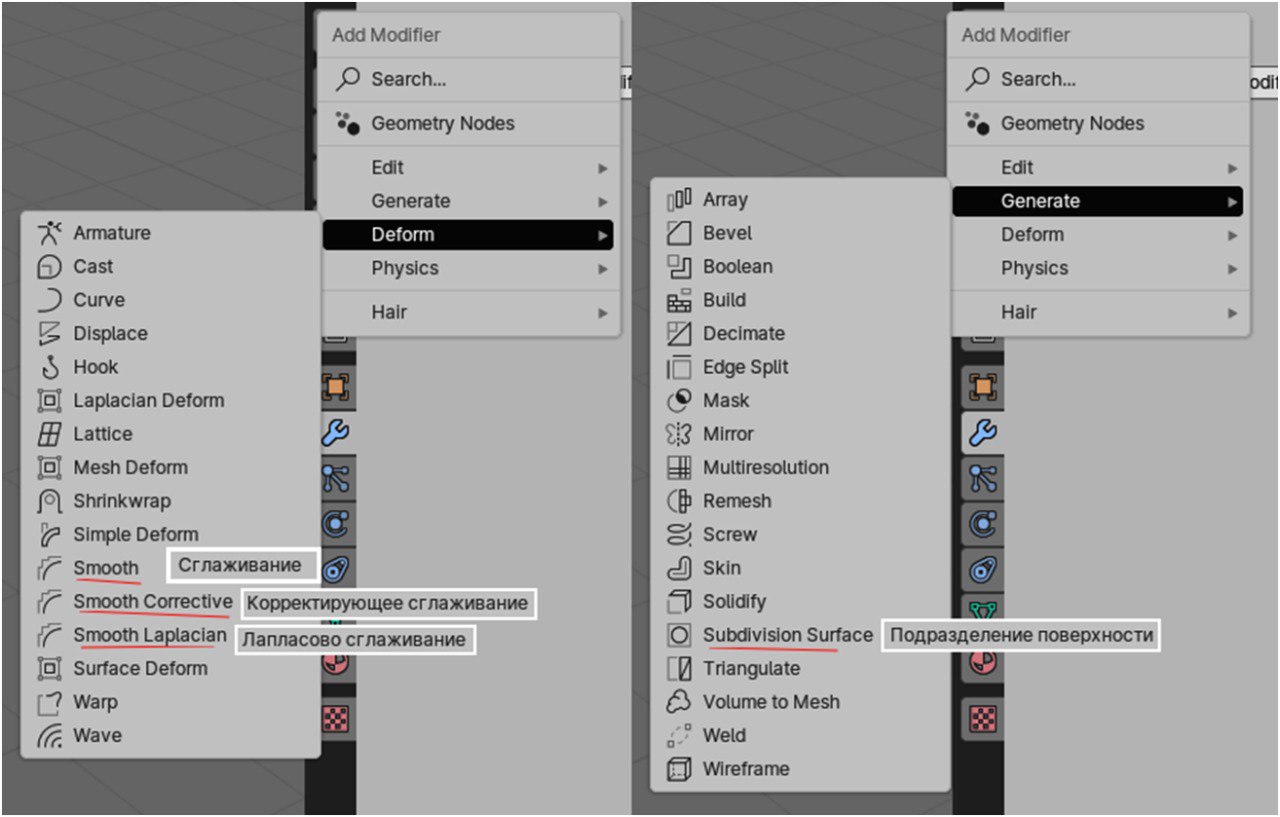 Add Modifier
Search...
Geometry Nodes
Edit
Generate
Deform
Physics
Hair
Armature
Cast
Curve
Displace
Hook
Laplacian Deform
Lattice
Mesh Deform
Shrinkwrap
Simple Deform
Smooth Сглаживание
Smooth Corrective Корректирующее сглаживание
Smooth Laplacian Лапласово сглаживание
Surface Deform
Warp
Wave
Add Modifier
Search...
Geometry Nodes
Edit
Generate
Deform
Physics
Hair
Array
Bevel
Boolean
Build
Decimate
Edge Split
Mask
Mirror
Multiresolution
Remesh
Screw
Skin
Solidify
Subdivision Surface Подразделение поверхности
Triangulate
Volume to Mesh
Weld
Wireframe